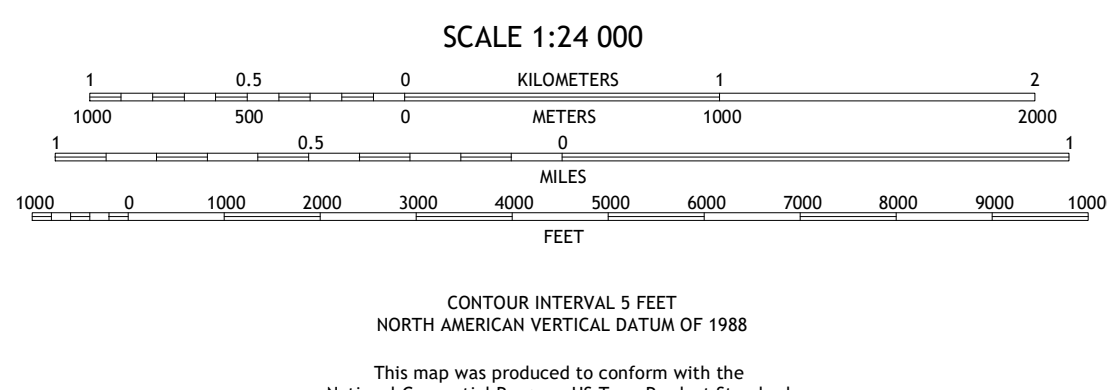 SCALE 1:24 000
1 0.5 0 KILOMETERS 1 2
1000 500 0 METERS 1000 2000
1 0.5 0 1
MILES
1000 0 1000 2000 3000 4000 5000 6000 7000 8000 9000 1000
FEET
CONTOUR INTERVAL 5 FEET
NORTH AMERICAN VERTICAL DATUM OF 1988
This map was produced to conform with the